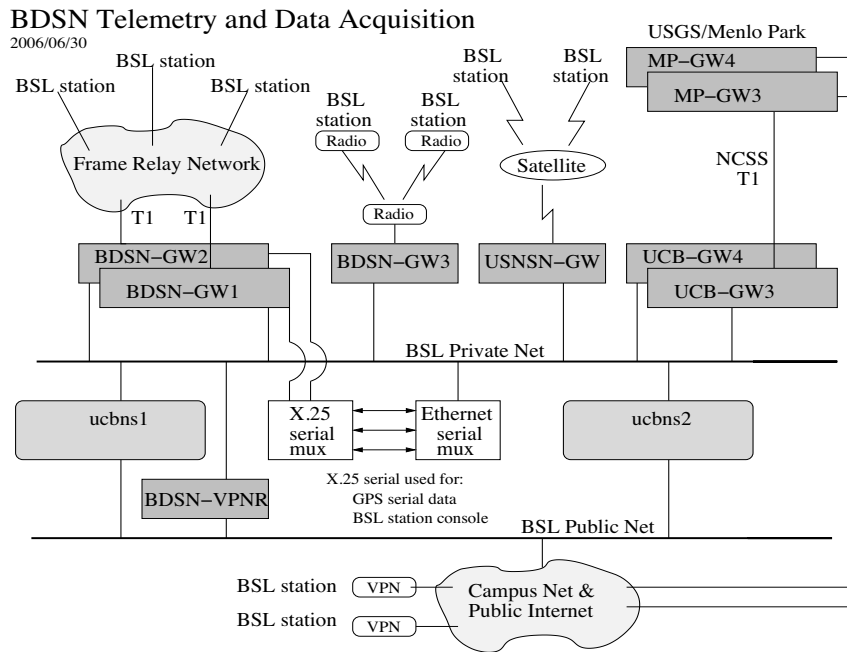 BDSN Telemetry and Data Acquisition
2006/06/30
USGS/Menlo Park
BSL station
BSL station
BSL station
BSL
station
BSL
station
BSL
station
BSL
station
MP−GW4
MP−GW3
Radio
Radio
Frame Relay Network
Satellite
NCSS
T1
T1
T1
Radio
BDSN−GW2
BDSN−GW1
BDSN−GW3
USNSN−GW
UCB−GW4
UCB−GW3
BSL Private Net
ucbns1
X.25
serial
mux
Ethernet
serial
mux
ucbns2
BDSN−VPNR
X.25 serial used for:
GPS serial data
BSL station console
BSL Public Net
BSL station
VPN
Campus Net &
Public Internet
BSL station
VPN